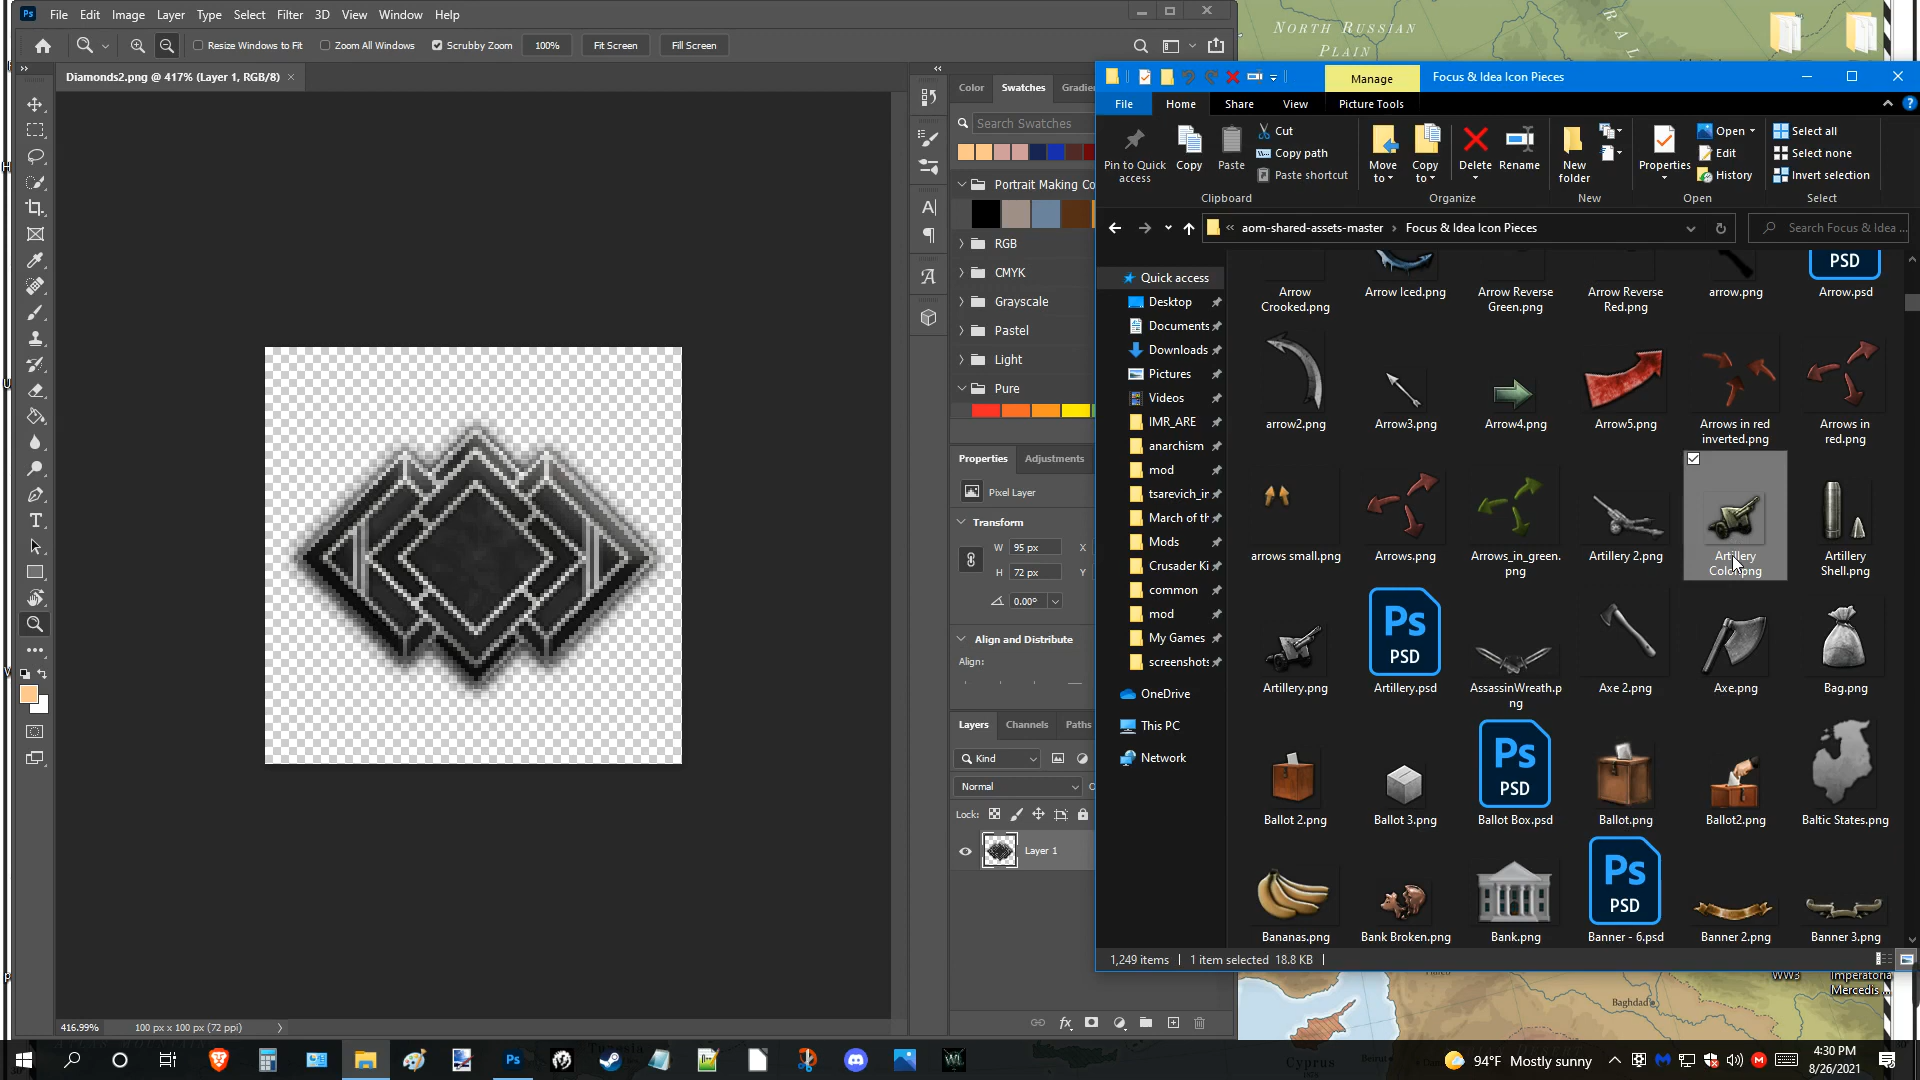 Ps File Edit Image Layer Type Select Filter 3D View Window Help
Resize Windows to Fit Zoom All Windows Scrubby Zoom 100% Fit Screen Fill Screen
Diamonds2.png @ 417% (Layer 1, RGB/8) ×
Color Swatches Gradie
Search Swatches
Portrait Making Co
RGB
CMYK
Grayscale
Pastel
Light
Pure
Properties Adjustments
Pixel Layer
Transform
W 95 px X
H 72 px Y
0.00°
Align and Distribute
Align:
Layers Channels Paths
Kind
Normal
Lock:
Layer 1
416.99% 100 px x 100 px (72 ppi)
NORTH RUSSIAN
PLAIN
Manage Focus & Idea Icon Pieces
File Home Share View Picture Tools
Pin to Quick access
Copy
Paste
Cut
Copy path
Paste shortcut
Move to
Copy to
Delete
Rename
New folder
Properties
Open
Edit
History
Select all
Select none
Invert selection
Clipboard Organize New Open Select
aom-shared-assets-master › Focus & Idea Icon Pieces
Search Focus & Idea ...
Quick access
Desktop
Documents
Downloads
Pictures
Videos
IMR_ARE
anarchism
mod
tsarevich_ir
March of th
Mods
Crusader Ki
common
mod
My Games
screenshots
OneDrive
This PC
Network
PSD
Arrow Crooked.png
Arrow Iced.png
Arrow Reverse Green.png
Arrow Reverse Red.png
arrow.png
Arrow.psd
arrow2.png
Arrow3.png
Arrow4.png
Arrow5.png
Arrows in red inverted.png
Arrows in red.png
arrows small.png
Arrows.png
Arrows_in_green.png
Artillery 2.png
Artillery Color.png
Artillery Shell.png
Ps
PSD
Artillery.png
Artillery.psd
AssassinWreath.png
Axe 2.png
Axe.png
Bag.png
Ps
PSD
Ballot 2.png
Ballot 3.png
Ballot Box.psd
Ballot.png
Ballot2.png
Baltic States.png
Ps
PSD
Bananas.png
Bank Broken.png
Bank.png
Banner - 6.psd
Banner 2.png
Banner 3.png
1,249 items 1 item selected 18.8 KB
WW3
Imperatoria
Mercedis
Baghdad
Cyprus
94°F Mostly sunny
4:30 PM
8/26/2021